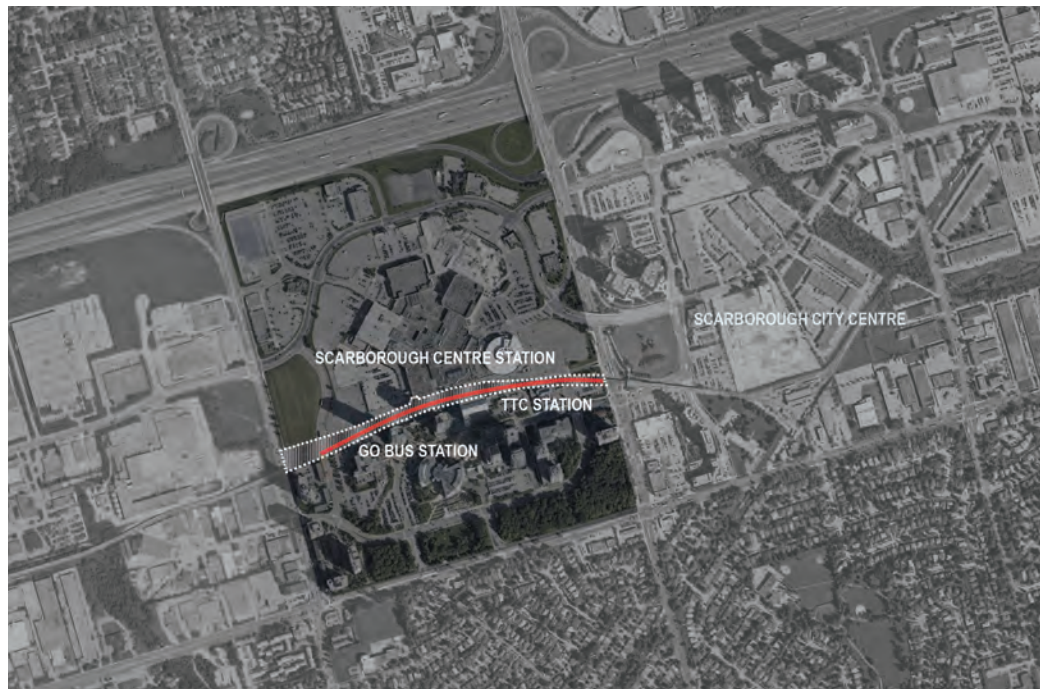 SCARBOROUGH CITY CENTRE
SCARBOROUGH CENTRE STATION
TTC STATION
GO BUS STATION